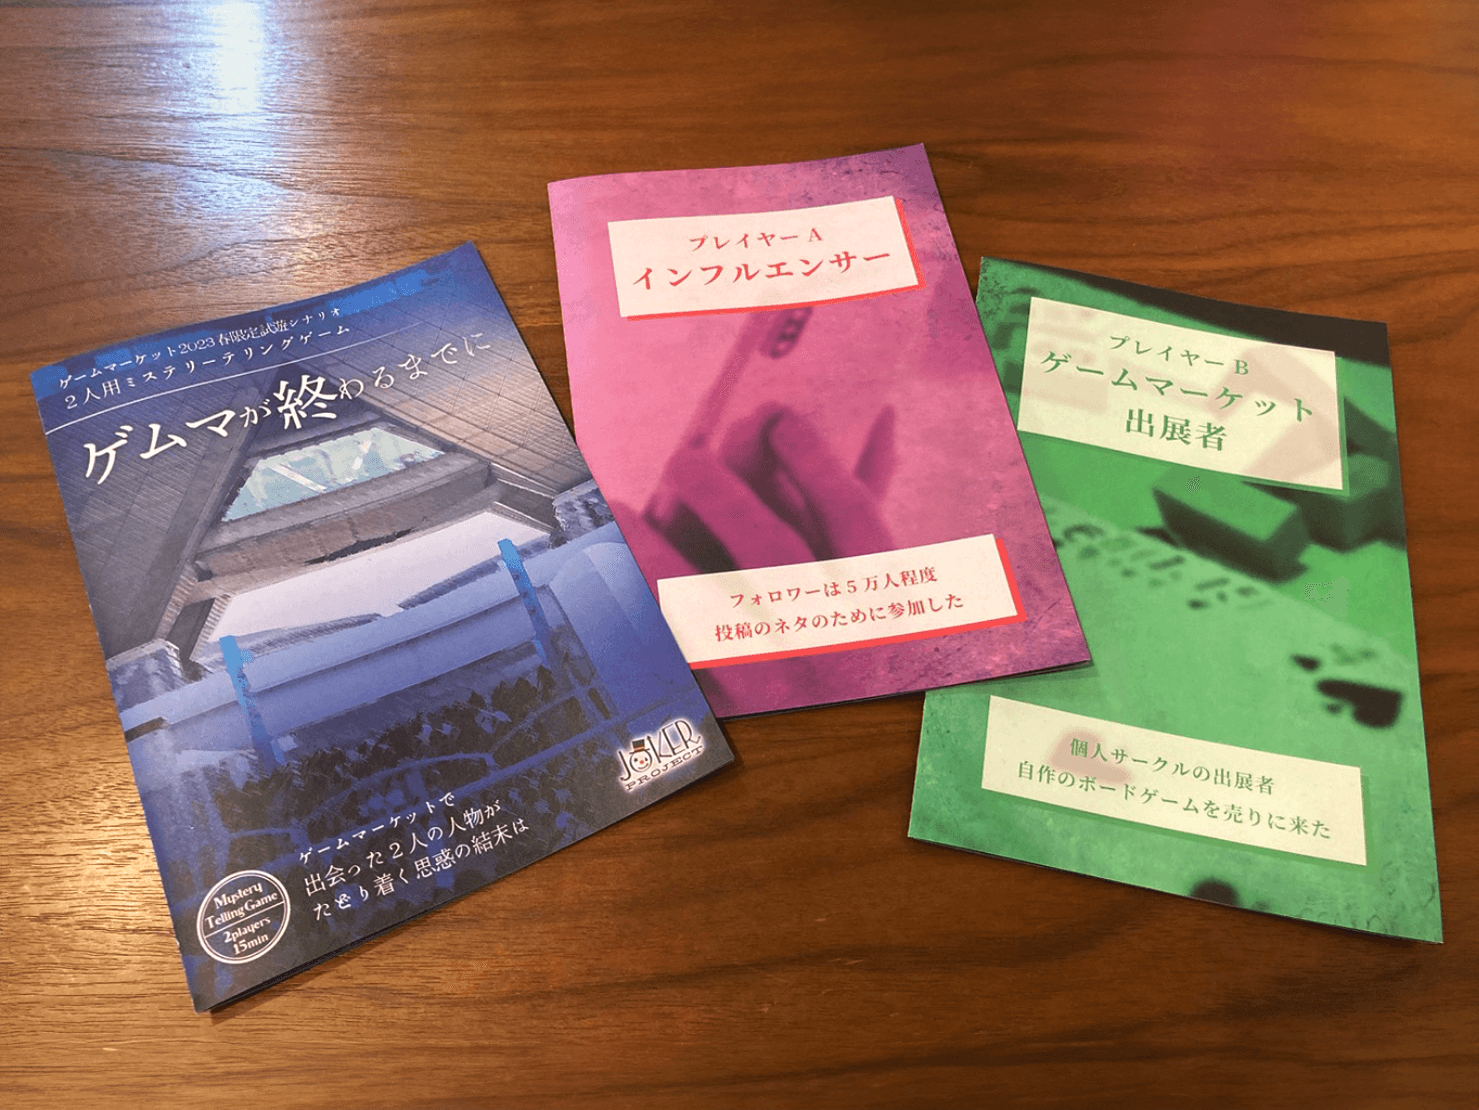 ゲームマーケット2023春限定試遊シナリオ
2人用ミステリーテリングゲーム
ゲムマが終わるまでに
ゲームマーケットで
出会った2人の人物が
たどり着く思惑の結末は
Mystery
Telling Game
2players
15min
JOKER
PROJECT
プレイヤーA
インフルエンサー
フォロワーは5万人程度
投稿のネタのために参加した
プレイヤーB
ゲームマーケット
出展者
個人サークルの出展者
自作のボードゲームを売りに来た